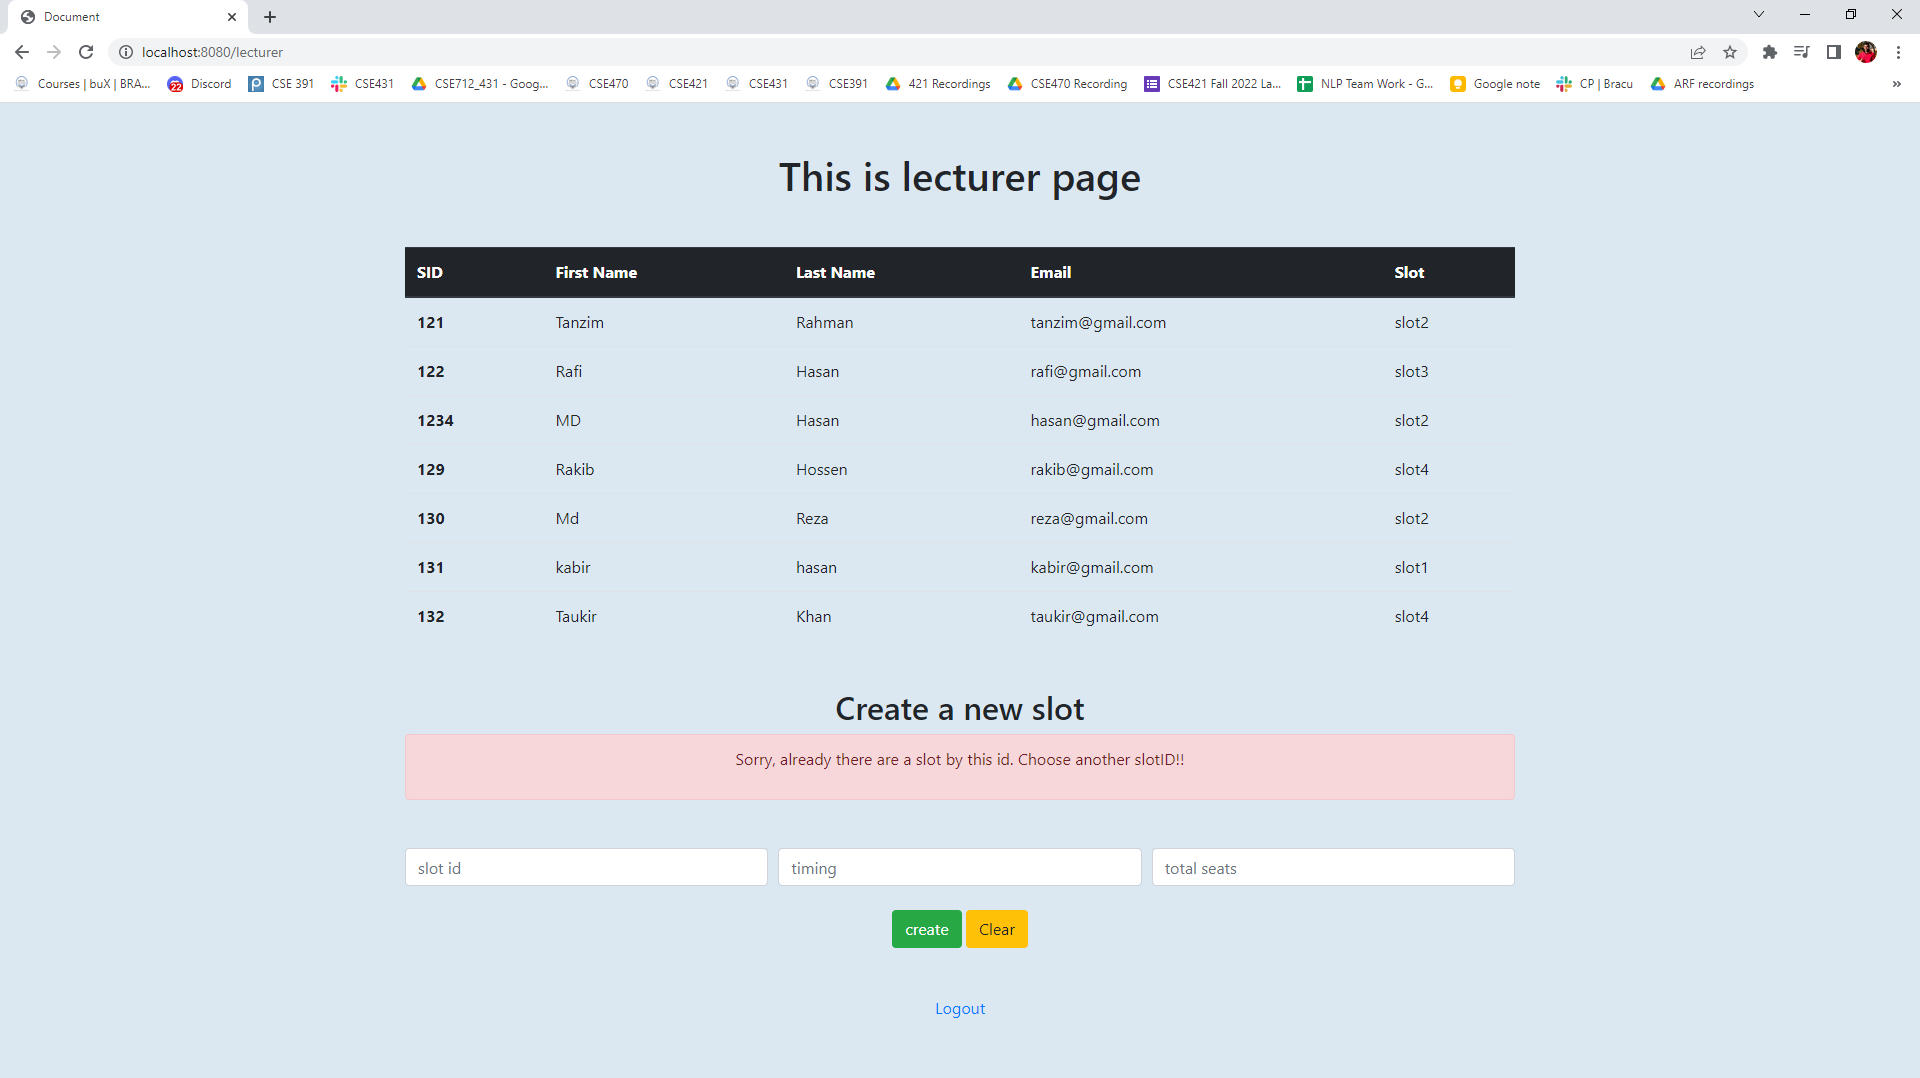 Document
localhost:8080/lecturer
Courses | buX | BRA... Discord CSE 391 CSE431 CSE712_431 - Goog... CSE470 CSE421 CSE431 CSE391 421 Recordings CSE470 Recording CSE421 Fall 2022 La... NLP Team Work - G... Google note CP | Bracu ARF recordings »
This is lecturer page
SID First Name Last Name Email Slot
121 Tanzim Rahman tanzim@gmail.com slot2
122 Rafi Hasan rafi@gmail.com slot3
1234 MD Hasan hasan@gmail.com slot2
129 Rakib Hossen rakib@gmail.com slot4
130 Md Reza reza@gmail.com slot2
131 kabir hasan kabir@gmail.com slot1
132 Taukir Khan taukir@gmail.com slot4
Create a new slot
Sorry, already there are a slot by this id. Choose another slotID!!
slot id timing total seats
create Clear
Logout